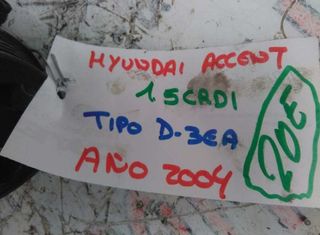 HYUNDAI ACCENT
1.5CRDI
TIPO D-3EA
AÑO 2004
20€